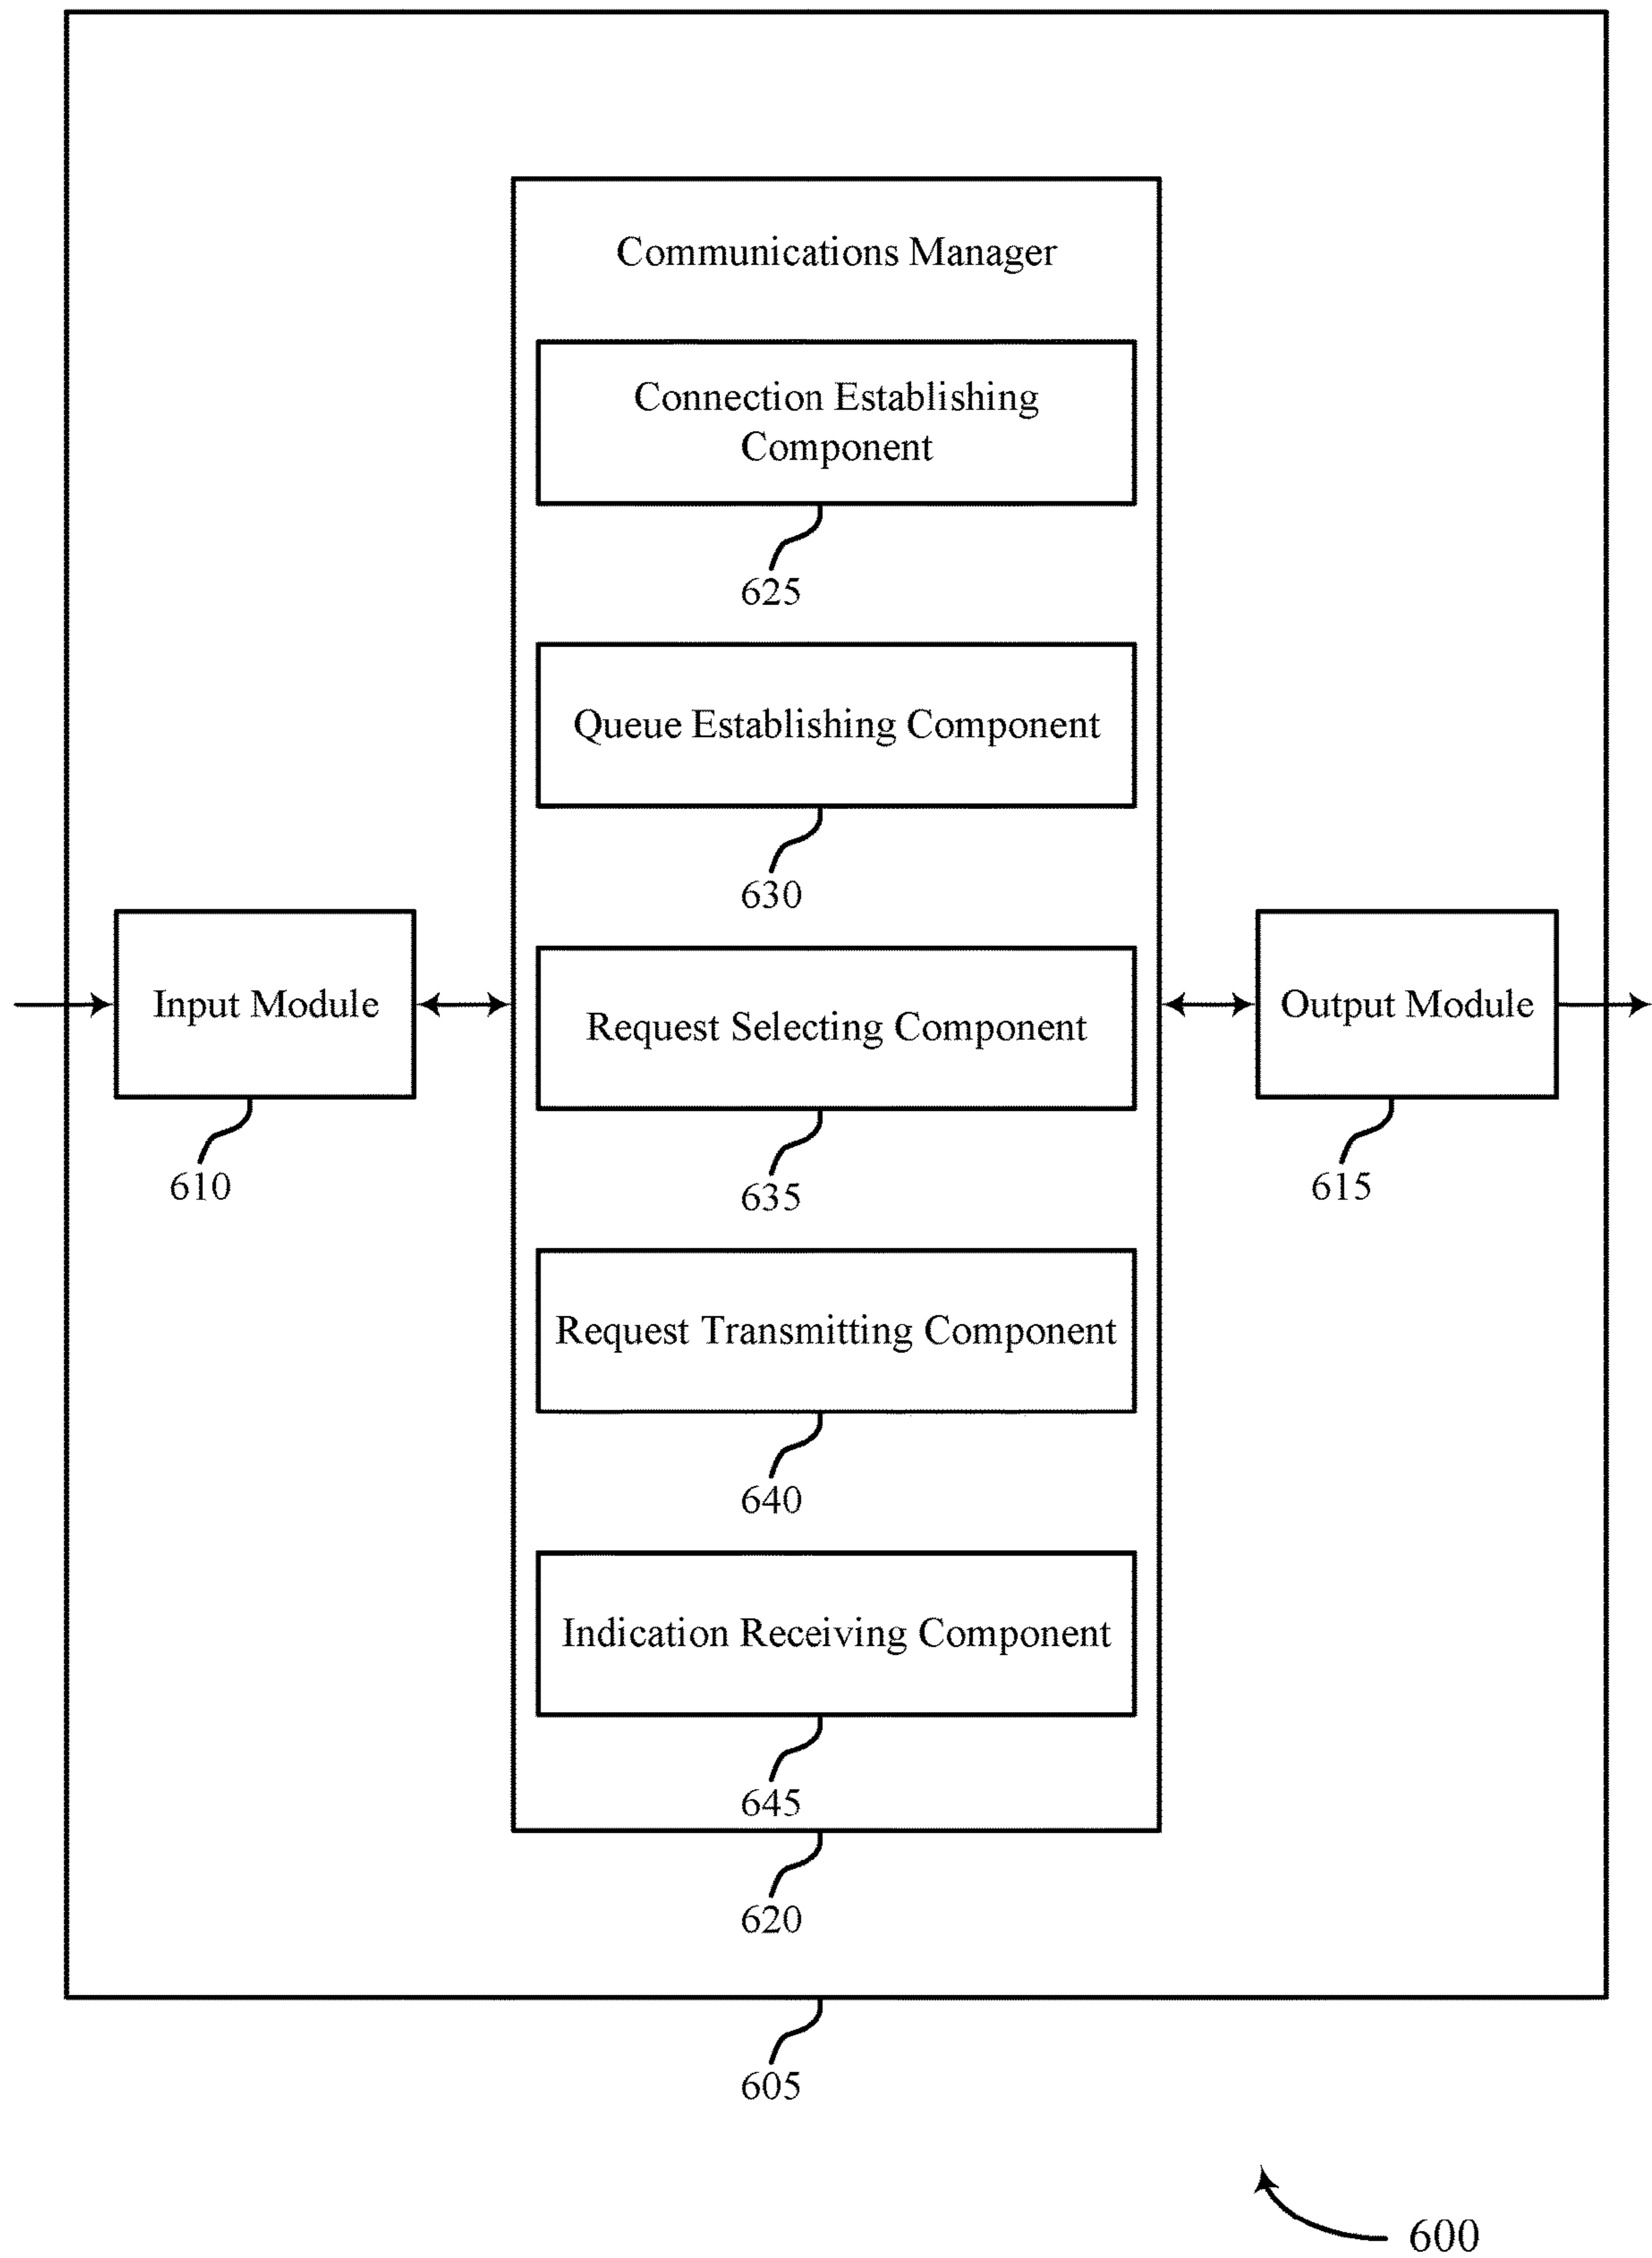 Communications Manager
Connection Establishing
Component
625
Queue Establishing Component
630
Input Module
610
Request Selecting Component
635
Output Module
615
Request Transmitting Component
640
Indication Receiving Component
645
620
605
600